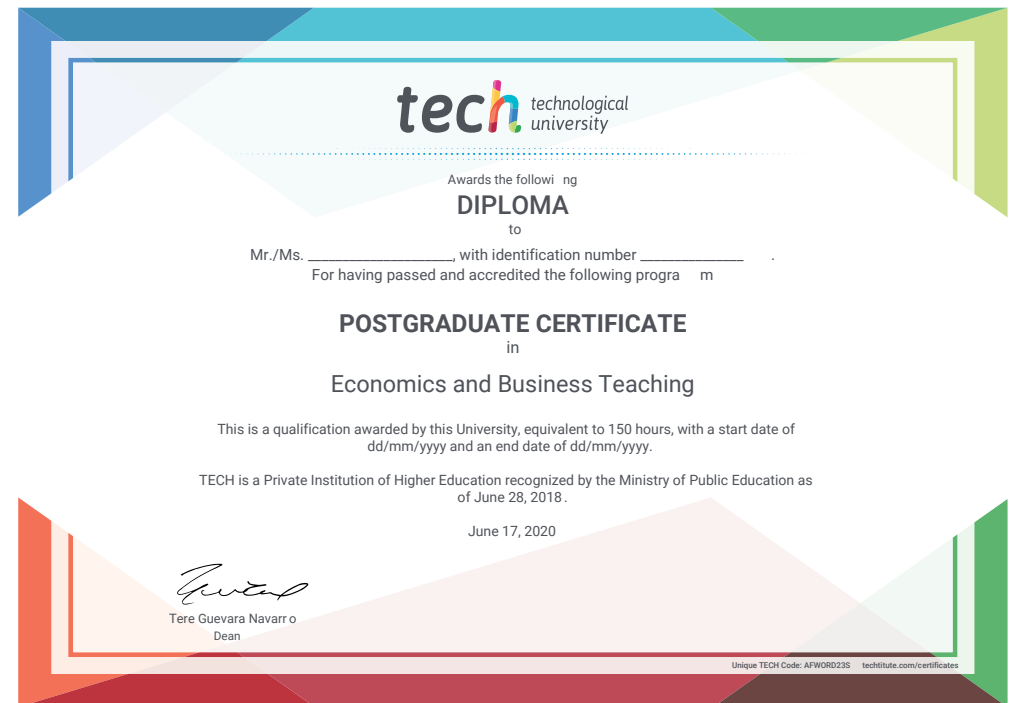 tech technological
university
Awards the followi ng
DIPLOMA
to
Mr./Ms. _____________________, with identification number _______________ .
For having passed and accredited the following progra m
POSTGRADUATE CERTIFICATE
in
Economics and Business Teaching
This is a qualification awarded by this University, equivalent to 150 hours, with a start date of
dd/mm/yyyy and an end date of dd/mm/yyyy.
TECH is a Private Institution of Higher Education recognized by the Ministry of Public Education as
of June 28, 2018 .
June 17, 2020
Tere Guevara Navarr o
Dean
Unique TECH Code: AFWORD23S techtitute.com/certificates